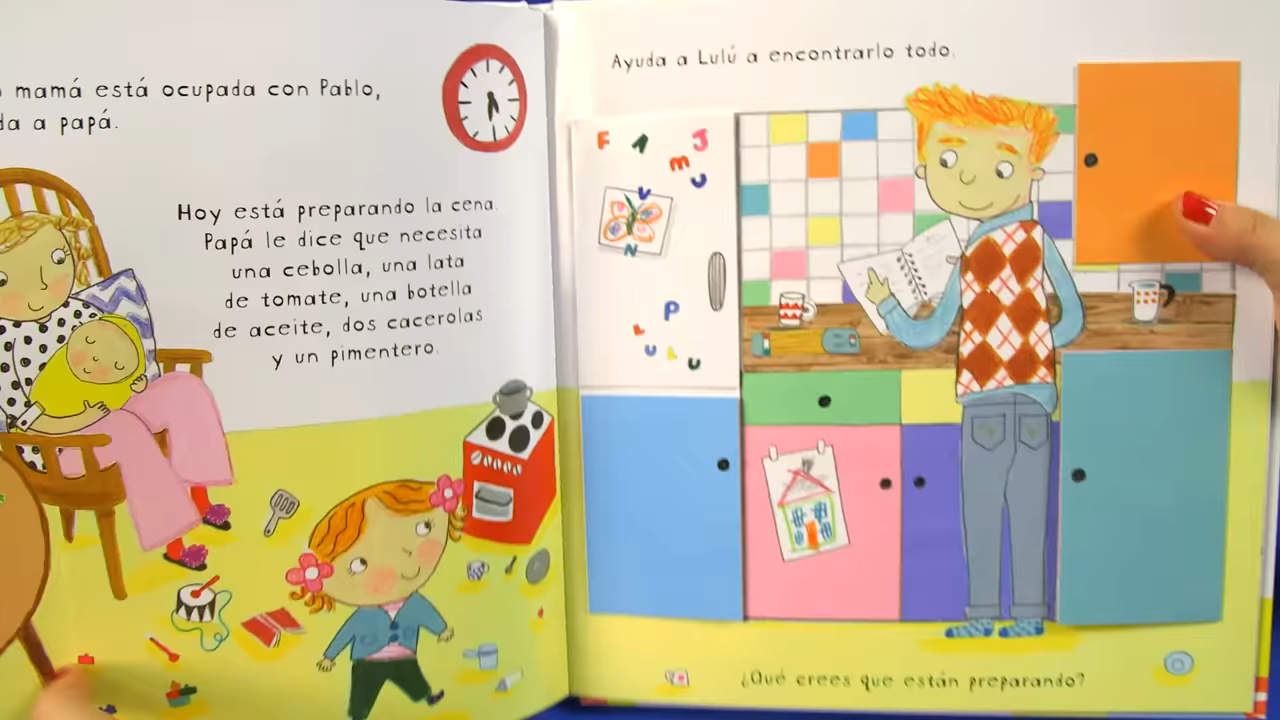 mamá está ocupada con Pablo,
a papá.
Hoy está preparando la cena.
Papá le dice que necesita
una cebolla, una lata
de tomate, una botella
de aceite, dos cacerolas
y un pimentero.
Ayuda a Lulú a encontrarlo todo.
F A J
m U
V
N
P
L
U L U
¿Qué crees que están preparando?